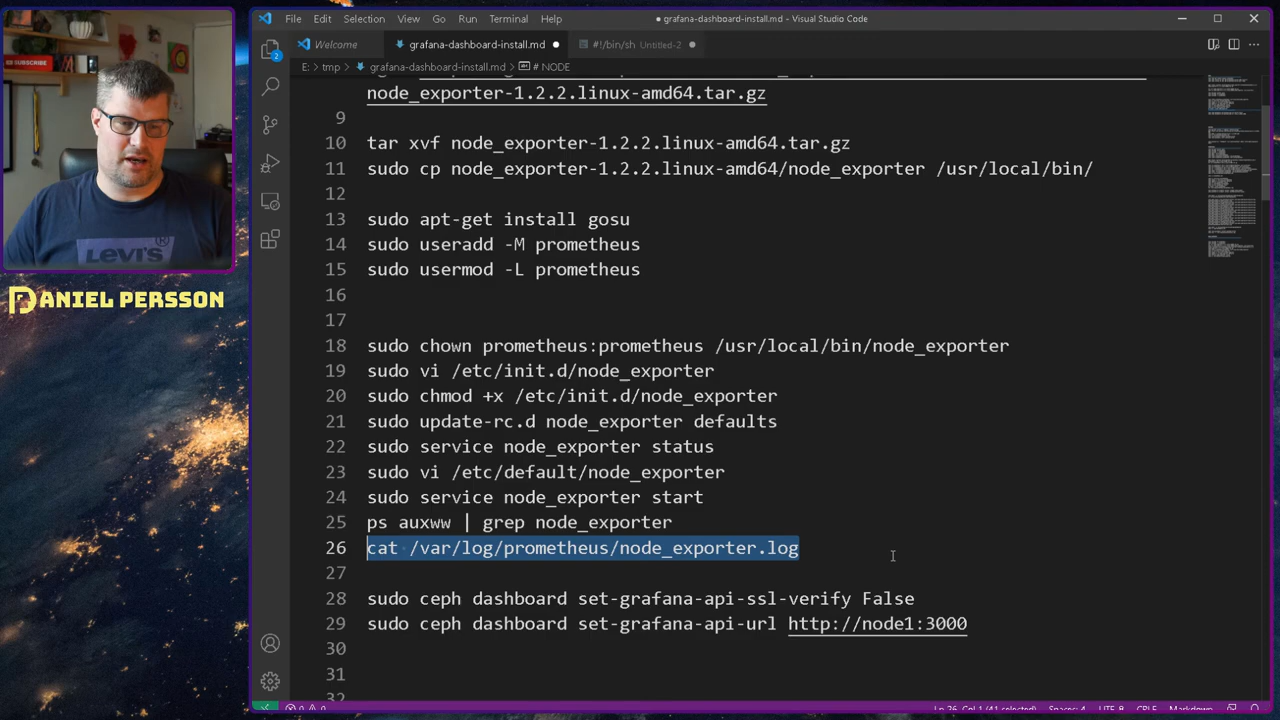 File Edit Selection View Go Run Terminal Help
● grafana-dashboard-install.md - Visual Studio Code
Welcome grafana-dashboard-install.md ● #!/bin/sh Untitled-2 ●
E: > tmp > grafana-dashboard-install.md > # NODE
node_exporter-1.2.2.linux-amd64.tar.gz
9
10 tar xvf node_exporter-1.2.2.linux-amd64.tar.gz
11 sudo cp node_exporter-1.2.2.linux-amd64/node_exporter /usr/local/bin/
12
13 sudo apt-get install gosu
14 sudo useradd -M prometheus
15 sudo usermod -L prometheus
16
17
18 sudo chown prometheus:prometheus /usr/local/bin/node_exporter
19 sudo vi /etc/init.d/node_exporter
20 sudo chmod +x /etc/init.d/node_exporter
21 sudo update-rc.d node_exporter defaults
22 sudo service node_exporter status
23 sudo vi /etc/default/node_exporter
24 sudo service node_exporter start
25 ps auxww | grep node_exporter
26 cat /var/log/prometheus/node_exporter.log
27
28 sudo ceph dashboard set-grafana-api-ssl-verify False
29 sudo ceph dashboard set-grafana-api-url http://node1:3000
30
31
32
2
SUBSCRIBE
LEVI'S
DANIEL PERSSON